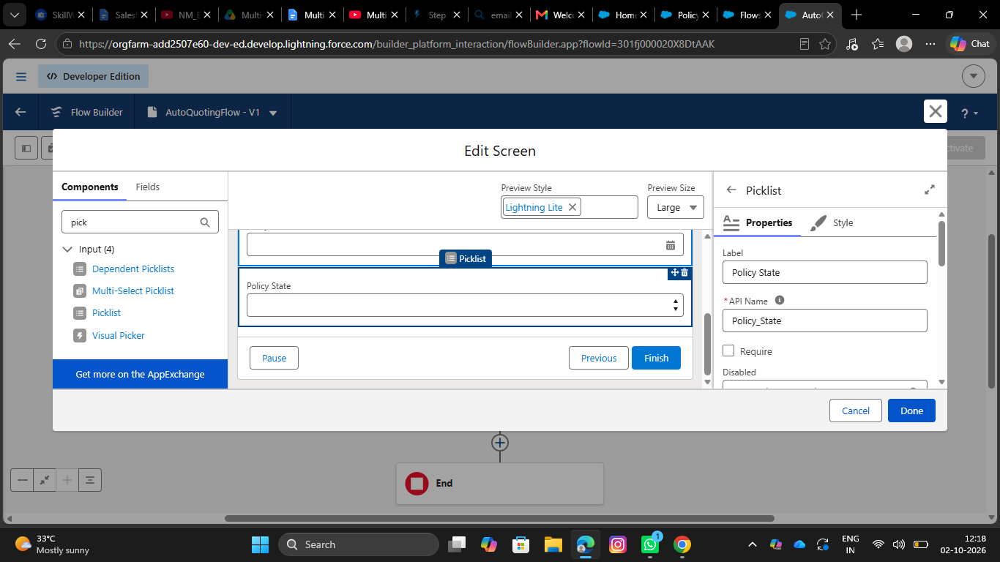 SkillW
Salest
NM_E
Multi-
Multi
Multi
Step
email
Welco
Home
Policy
Flows
Auto
https://orgfarm-add2507e60-dev-ed.develop.lightning.force.com/builder_platform_interaction/flowBuilder.app?flowId=301fj000020X8DtAAK
Chat
</> Developer Edition
Flow Builder
AutoQuotingFlow - V1
?
ctivate
Edit Screen
Components
Fields
Preview Style
Preview Size
Lightning Lite
Large
Picklist
pick
Properties
Style
Input (4)
Dependent Picklists
Multi-Select Picklist
Picklist
Visual Picker
Get more on the AppExchange
Picklist
Policy State
Pause
Previous
Finish
Label
Policy State
*API Name
Policy_State
Require
Disabled
Cancel
Done
End
33°C
Mostly sunny
Search
1
ENG
IN
12:18
02-10-2026